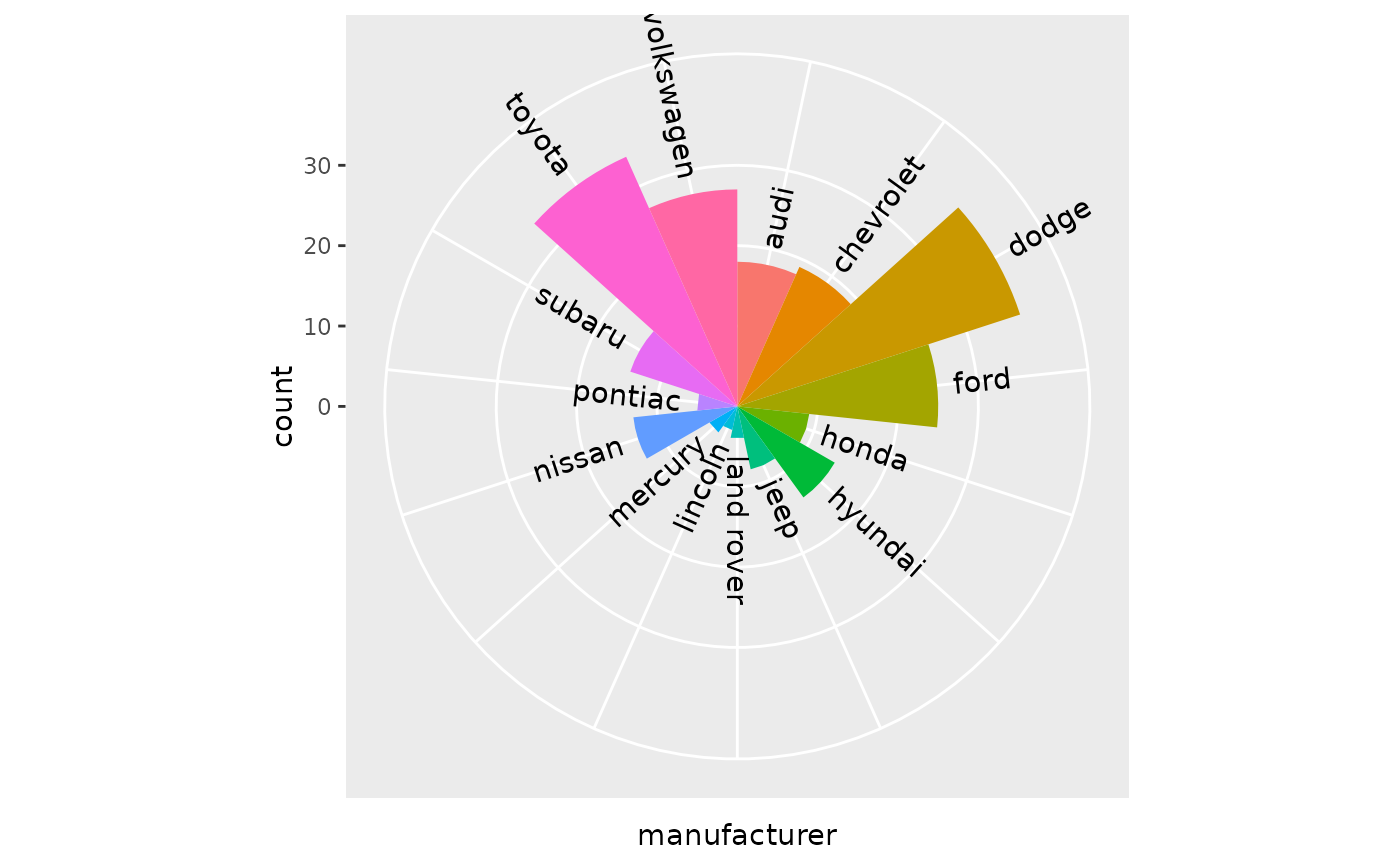 volkswagen
toyota
audi
chevrolet
dodge
30
20
subaru
10
ford
count
pontiac
0
honda
nissan
mercury
lincoln
land rover
jeep
hyundai
manufacturer